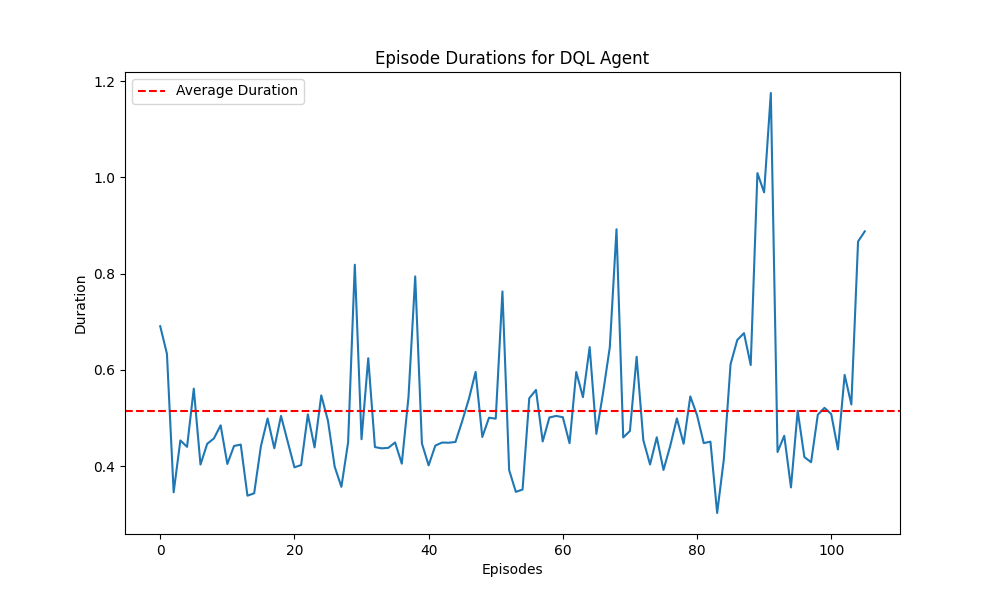 Episode Durations for DQL Agent
Average Duration
1.2
1.0
0.8
0.6
0.4
Duration
0 20 40 60 80 100
Episodes